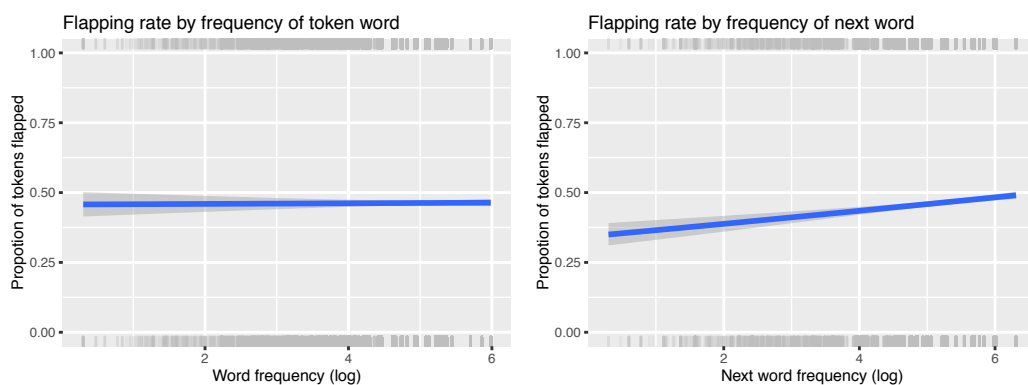 Flapping rate by frequency of token word
1.00
0.75
0.50
0.25
0.00
Propotion of tokens flapped
2
4
6
Word frequency (log)
Flapping rate by frequency of next word
1.00
0.75
0.50
0.25
0.00
Propotion of tokens flapped
2
4
6
Next word frequency (log)